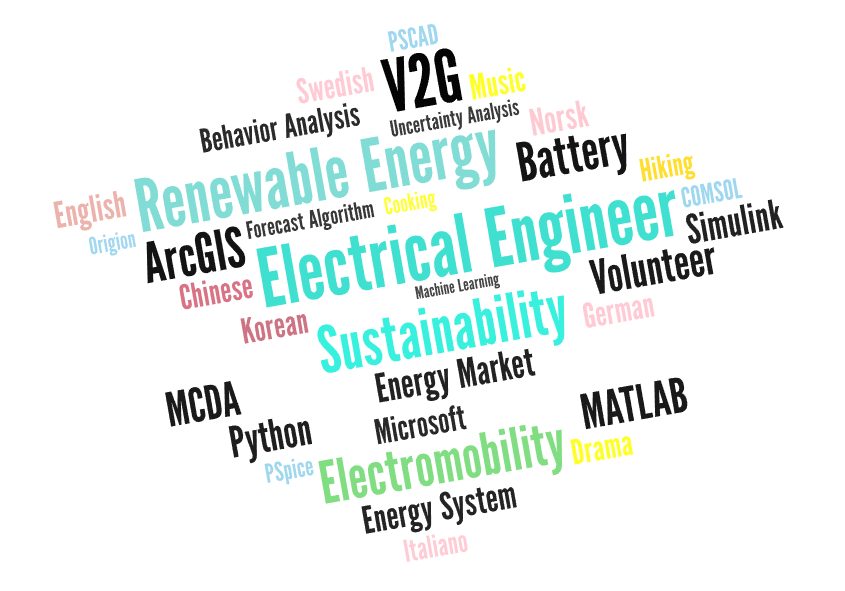 PSCAD
V2G
Swedish
Music
Behavior Analysis
Uncertainty Analysis
Norsk
Renewable Energy
Battery
Hiking
English
Origion
ArcGIS
Forecast Algorithm
Cooking
Electrical Engineer
COMSOL
Simulink
Chinese
Machine Learning
Volunteer
Korean
Sustainability
German
Energy Market
MCDA
Python
Microsoft
MATLAB
PSpice
Electromobility
Drama
Energy System
Italiano